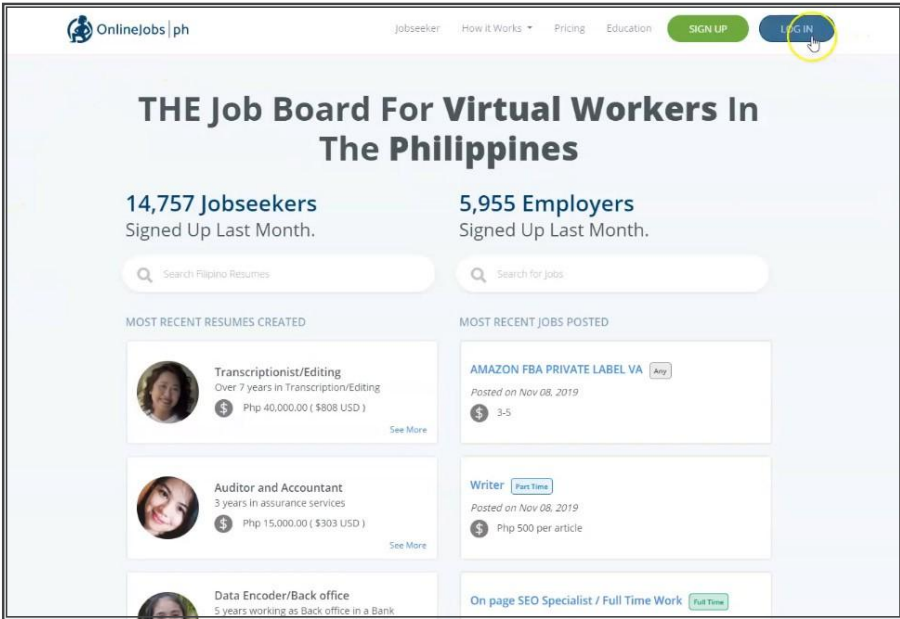 OnlineJobs|ph
Jobseeker How it Works Pricing Education SIGN UP LOG IN
THE Job Board For Virtual Workers In
The Philippines
14,757 Jobseekers
Signed Up Last Month.
Search Filipino Resumes
MOST RECENT RESUMES CREATED
Transcriptionist/Editing
Over 7 years in Transcription/Editing
$ Php 40,000.00 ( $808 USD )
See More
Auditor and Accountant
3 years in assurance services
$ Php 15,000.00 ( $303 USD )
See More
Data Encoder/Back office
5 years working as Back office in a Bank
5,955 Employers
Signed Up Last Month.
Search for Jobs
MOST RECENT JOBS POSTED
AMAZON FBA PRIVATE LABEL VA Any
Posted on Nov 08, 2019
$ 3-5
Writer Part Time
Posted on Nov 08, 2019
$ Php 500 per article
On page SEO Specialist / Full Time Work Full Time